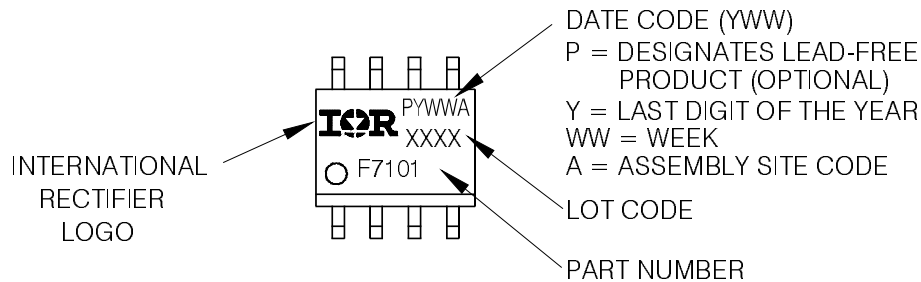 DATE CODE (YWW)
P = DESIGNATES LEAD-FREE
PRODUCT (OPTIONAL)
Y = LAST DIGIT OF THE YEAR
WW = WEEK
A = ASSEMBLY SITE CODE
LOT CODE
PART NUMBER
INTERNATIONAL
RECTIFIER
LOGO
IOR
PYWWA
XXXX
F7101